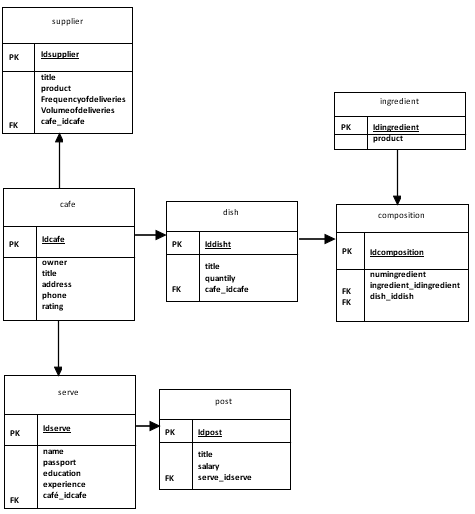 supplier
PK Idsupplier
title
product
Frequencyofdeliveries
Volumeofdeliveries
FK cafe_idcafe
ingredient
PK Idingredient
product
cafe
PK Idcafe
owner
title
address
phone
rating
dish
PK Iddisht
title
quantily
FK cafe_idcafe
composition
PK Idcomposition
numingredient
FK ingredient_idingredient
FK dish_iddish
serve
PK Idserve
name
passport
education
experience
FK café_idcafe
post
PK Idpost
title
salary
FK serve_idserve